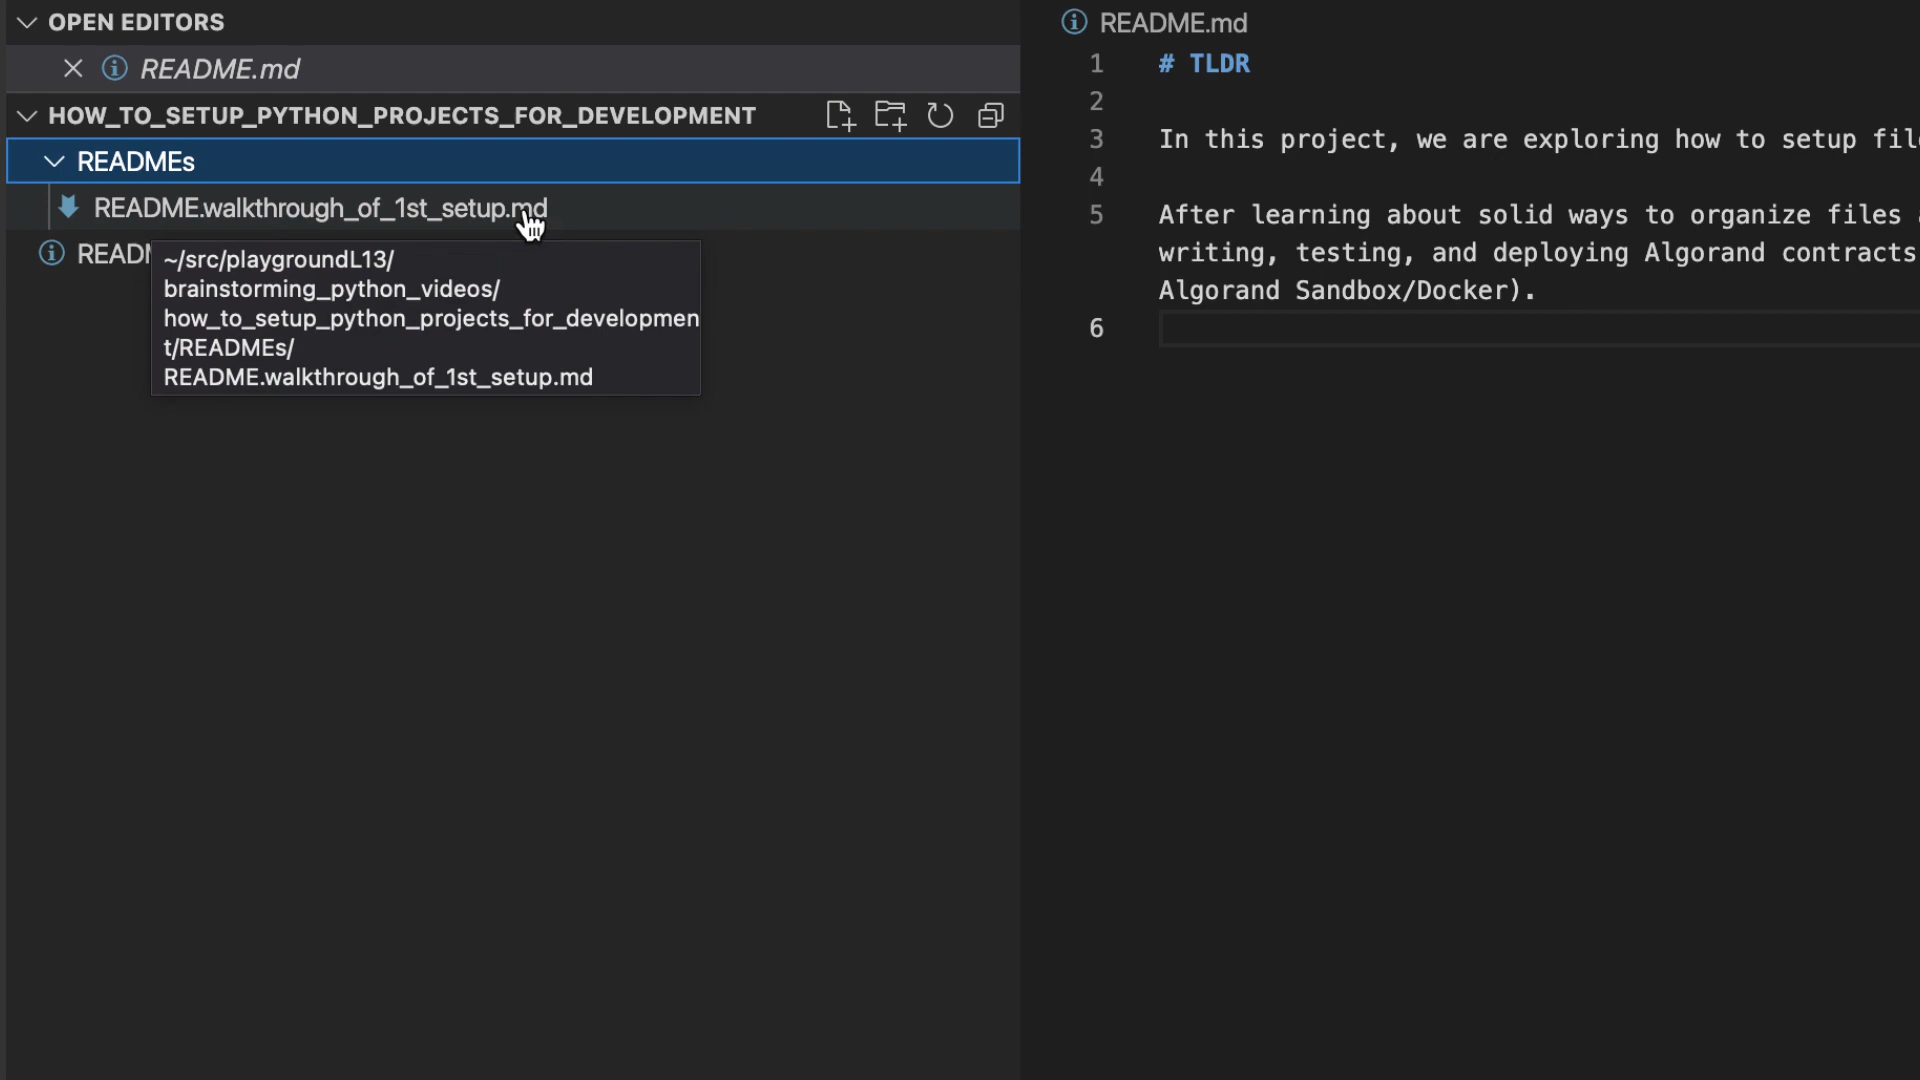 OPEN EDITORS
README.md
HOW_TO_SETUP_PYTHON_PROJECTS_FOR_DEVELOPMENT
READMEs
README.walkthrough_of_1st_setup.md
~/src/playgroundL13/
brainstorming_python_videos/
how_to_setup_python_projects_for_developmen
t/READMEs/
README.walkthrough_of_1st_setup.md
README.md
1 # TLDR
2
3 In this project, we are exploring how to setup
4
5 After learning about solid ways to organize files
writing, testing, and deploying Algorand contracts
Algorand Sandbox/Docker).
6